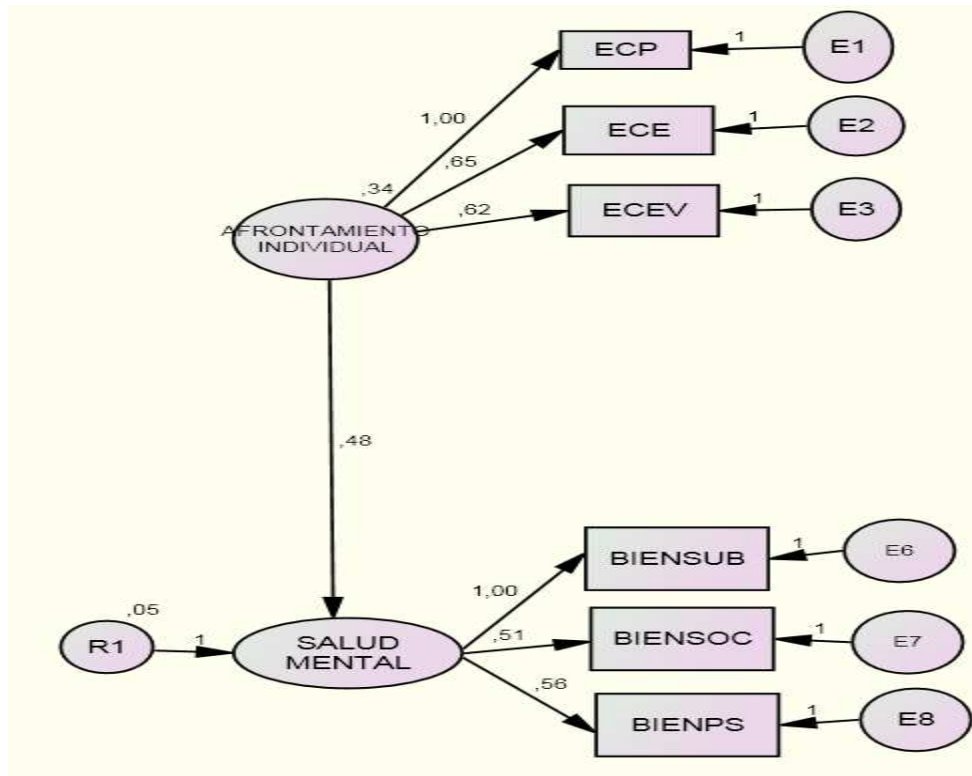 ECP
1
E1
1,00
ECE
1
E2
,65
,34
ECEV
1
E3
,62
AFRONTAMIENTO
INDIVIDUAL
,48
BIENSUB
1
E6
1,00
,05
R1
1
SALUD
MENTAL
,51
BIENSOC
1
E7
,56
BIENPS
1
E8